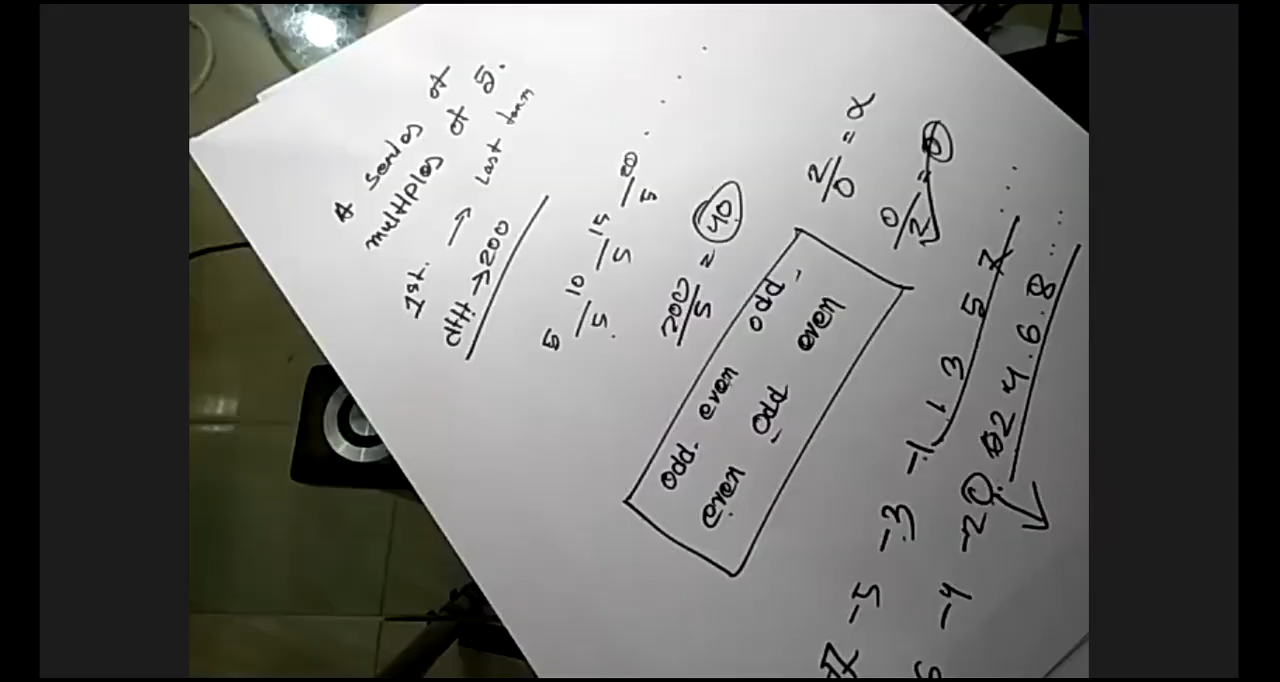 A series of
multiples of 5.
1st. → Last term
diff → 200
5 10/5 15/5 20/5 . . . . .
200/5 = 40
2/0 = α
0/2 = 0
odd. even odd.
even odd even
-5 -3 -1 1 3 5 7 ...
-4 -2 0 2 4 . 6 . 8 . . . .